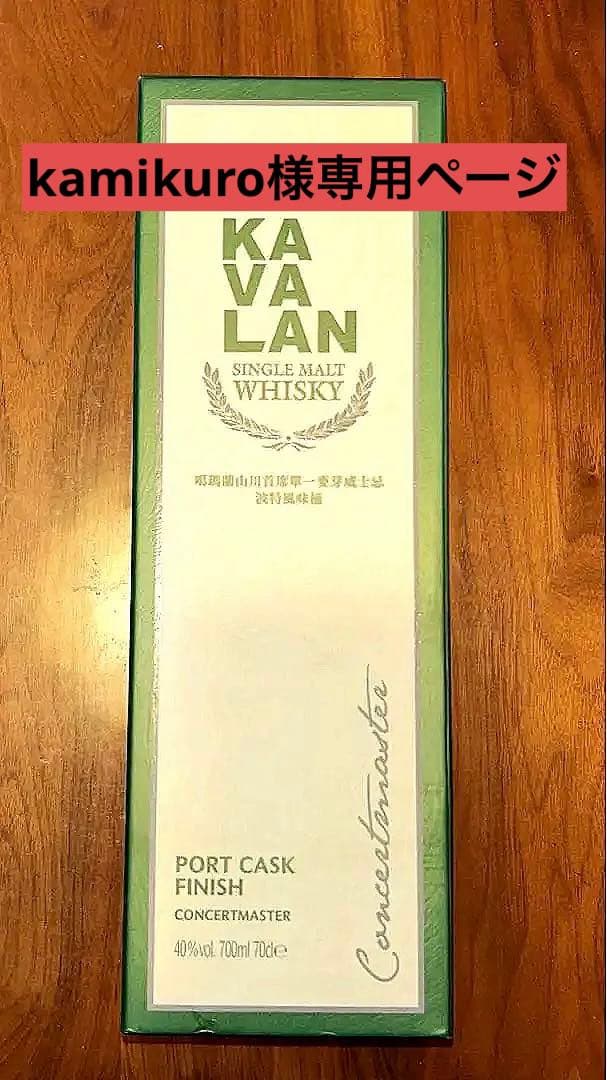 kamikuro様専用ページ
KA
VA
LAN
SINGLE MALT
WHISKY
噶瑪蘭山川首席單一麥芽威士忌
波特風味桶
Concertmaster
PORT CASK
FINISH
CONCERTMASTER
40%vol. 700ml 70cl℮